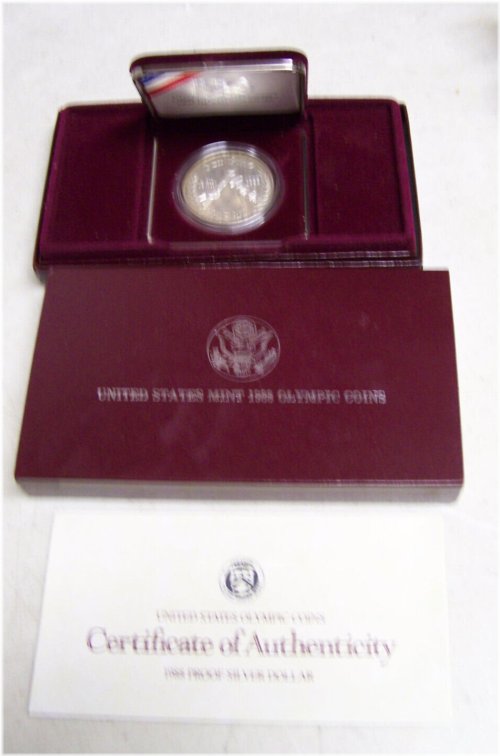 UNITED STATES MINT 1988 OLYMPIC COINS
UNITED STATES OLYMPIC COINS
Certificate of Authenticity
1988 PROOF SILVER DOLLAR